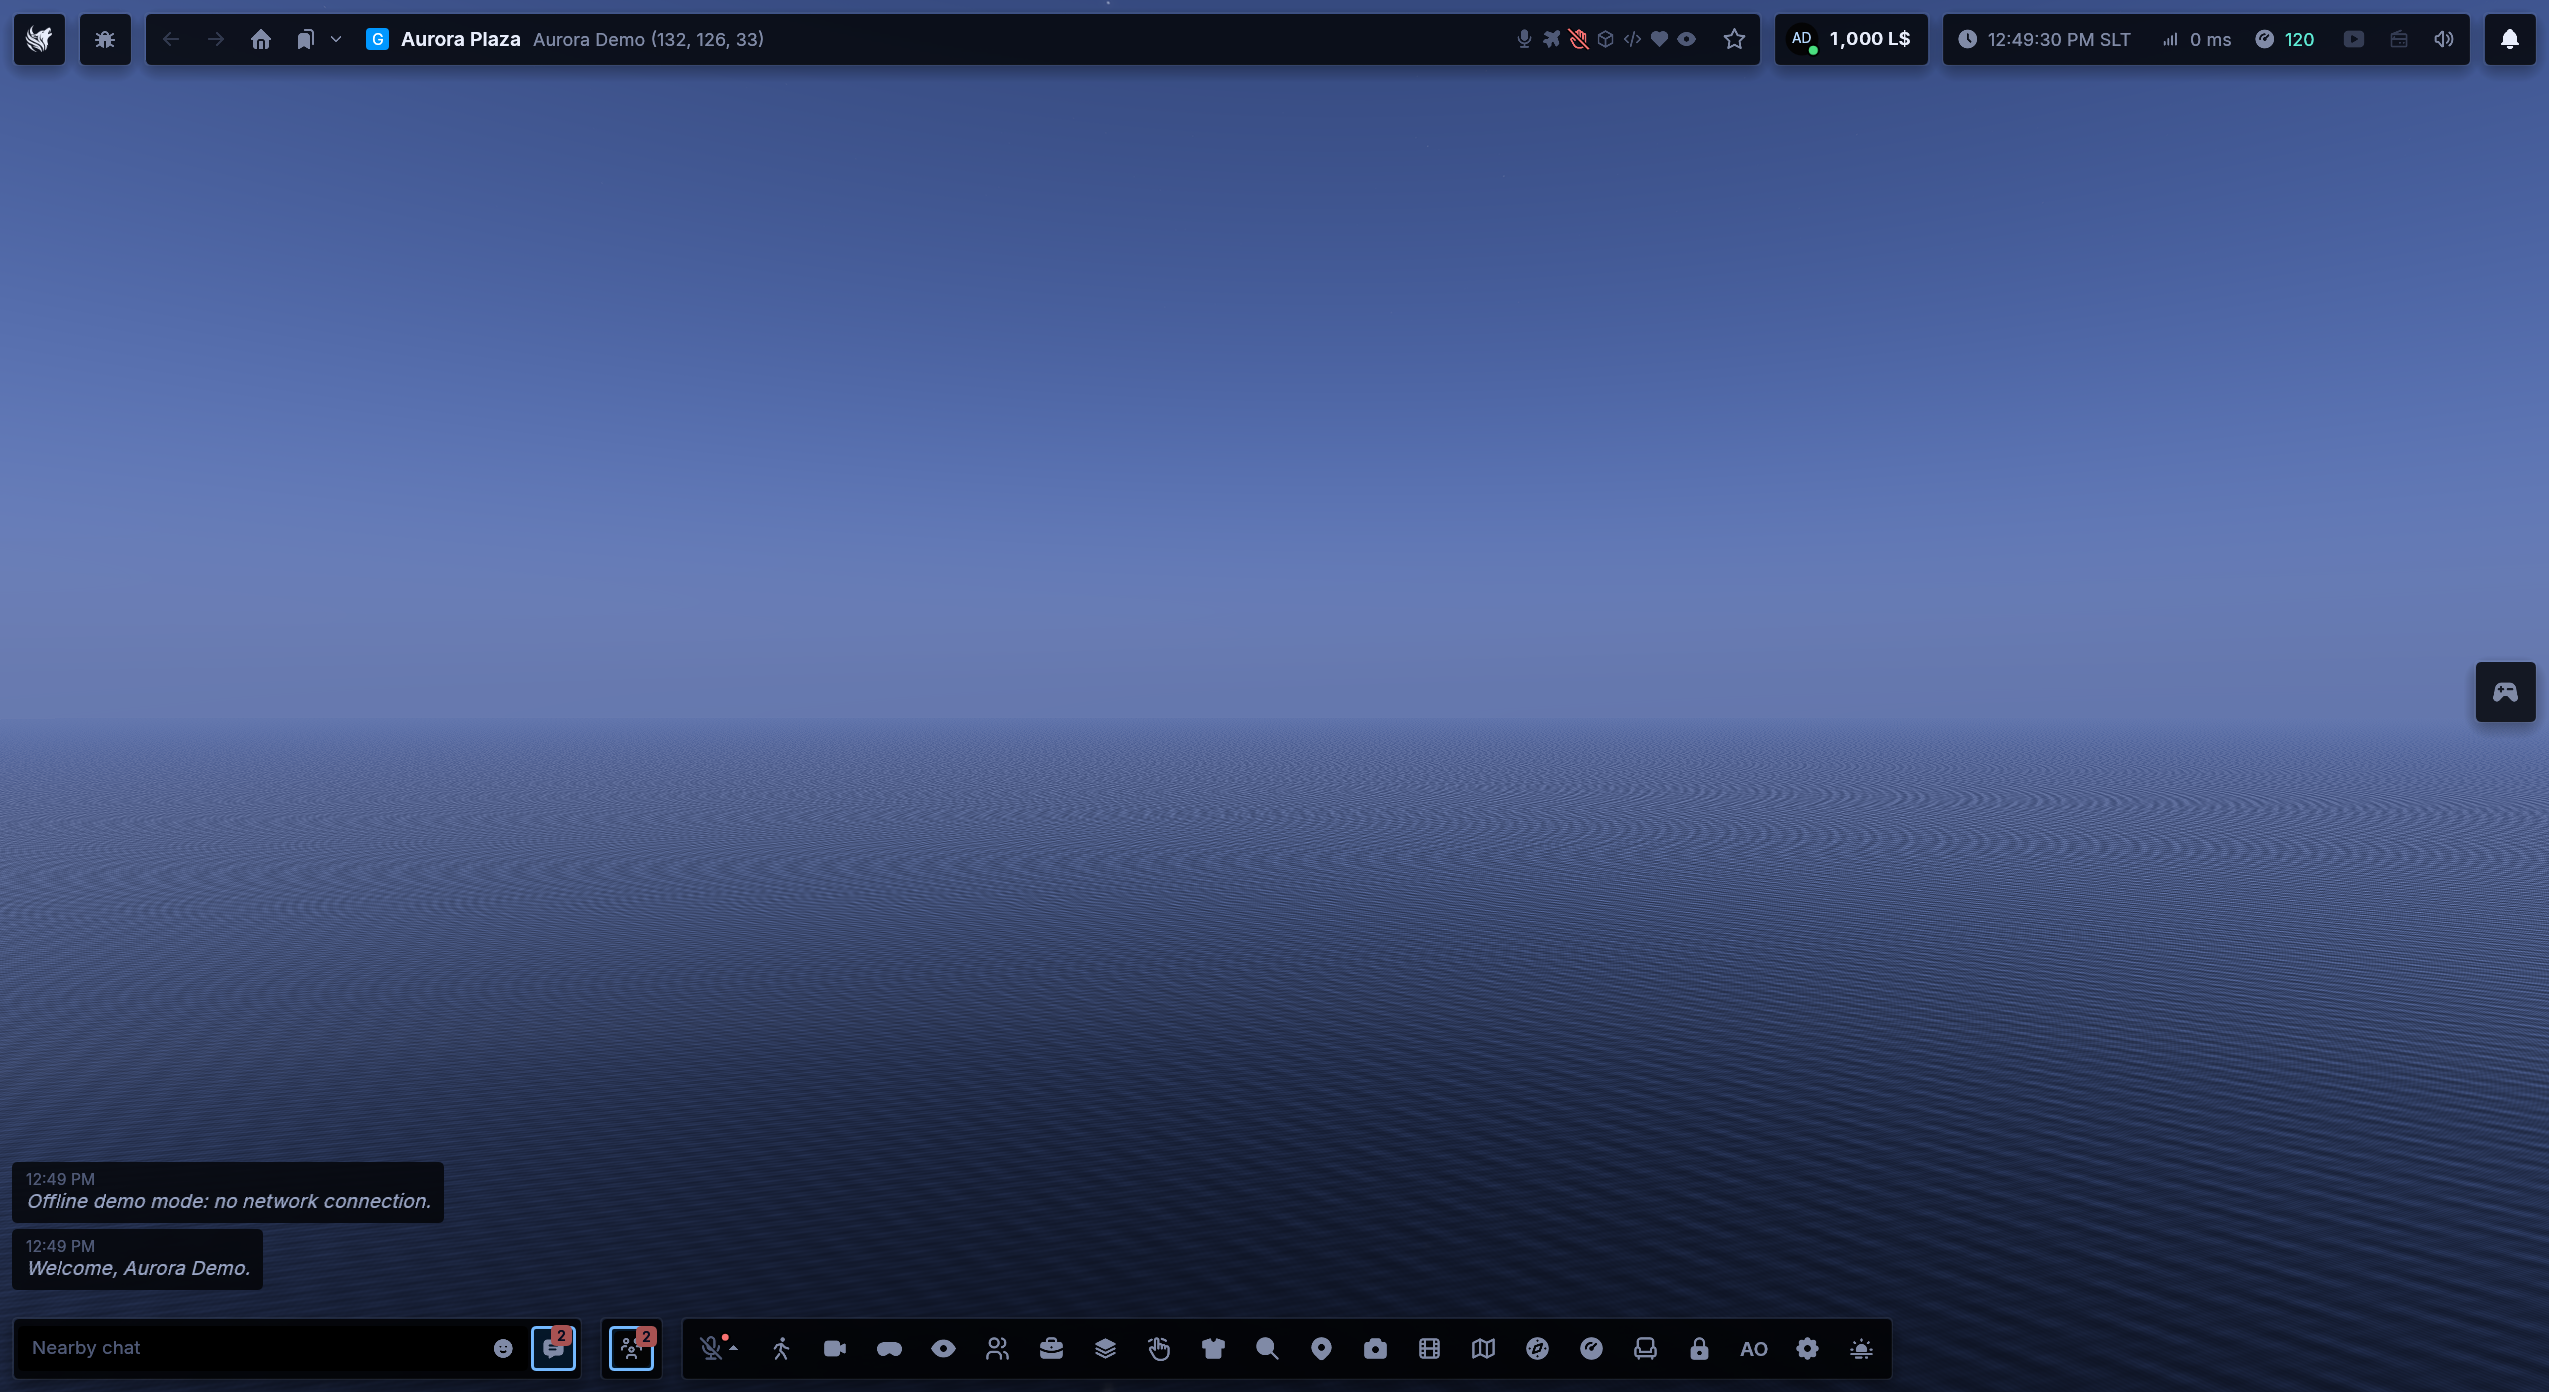 G Aurora Plaza Aurora Demo (132, 126, 33)
AD 1,000 L$
12:49:30 PM SLT 0 ms 120
12:49 PM
Offline demo mode: no network connection.
12:49 PM
Welcome, Aurora Demo.
Nearby chat 2 2 AO